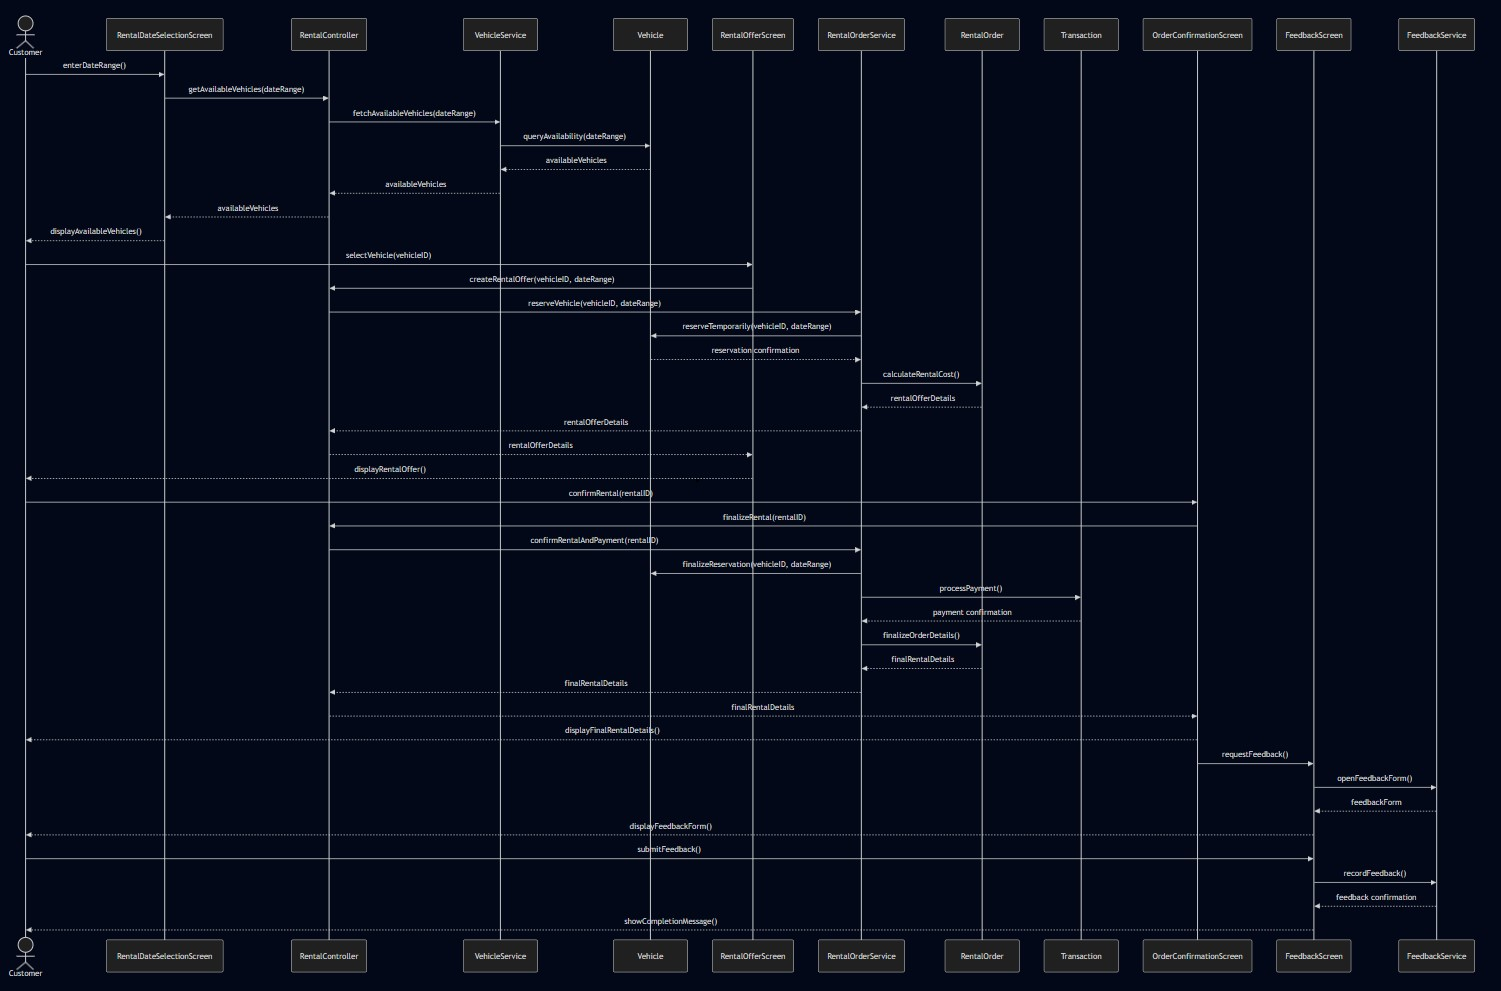 Customer
RentalDateSelectionScreen
RentalController
VehicleService
Vehicle
RentalOfferScreen
RentalOrderService
RentalOrder
Transaction
OrderConfirmationScreen
FeedbackScreen
FeedbackService
enterDateRange()
getAvailableVehicles(dateRange)
fetchAvailableVehicles(dateRange)
queryAvailability(dateRange)
availableVehicles
availableVehicles
availableVehicles
displayAvailableVehicles()
selectVehicle(vehicleID)
createRentalOffer(vehicleID, dateRange)
reserveVehicle(vehicleID, dateRange)
reserveTemporarily(vehicleID, dateRange)
reservation confirmation
calculateRentalCost()
rentalOfferDetails
rentalOfferDetails
rentalOfferDetails
displayRentalOffer()
confirmRental(rentalID)
finalizeRental(rentalID)
confirmRentalAndPayment(rentalID)
finalizeReservation(vehicleID, dateRange)
processPayment()
payment confirmation
finalizeOrderDetails()
finalRentalDetails
finalRentalDetails
finalRentalDetails
displayFinalRentalDetails()
requestFeedback()
openFeedbackForm()
feedbackForm
displayFeedbackForm()
submitFeedback()
recordFeedback()
feedback confirmation
showCompletionMessage()
Customer
RentalDateSelectionScreen
RentalController
VehicleService
Vehicle
RentalOfferScreen
RentalOrderService
RentalOrder
Transaction
OrderConfirmationScreen
FeedbackScreen
FeedbackService